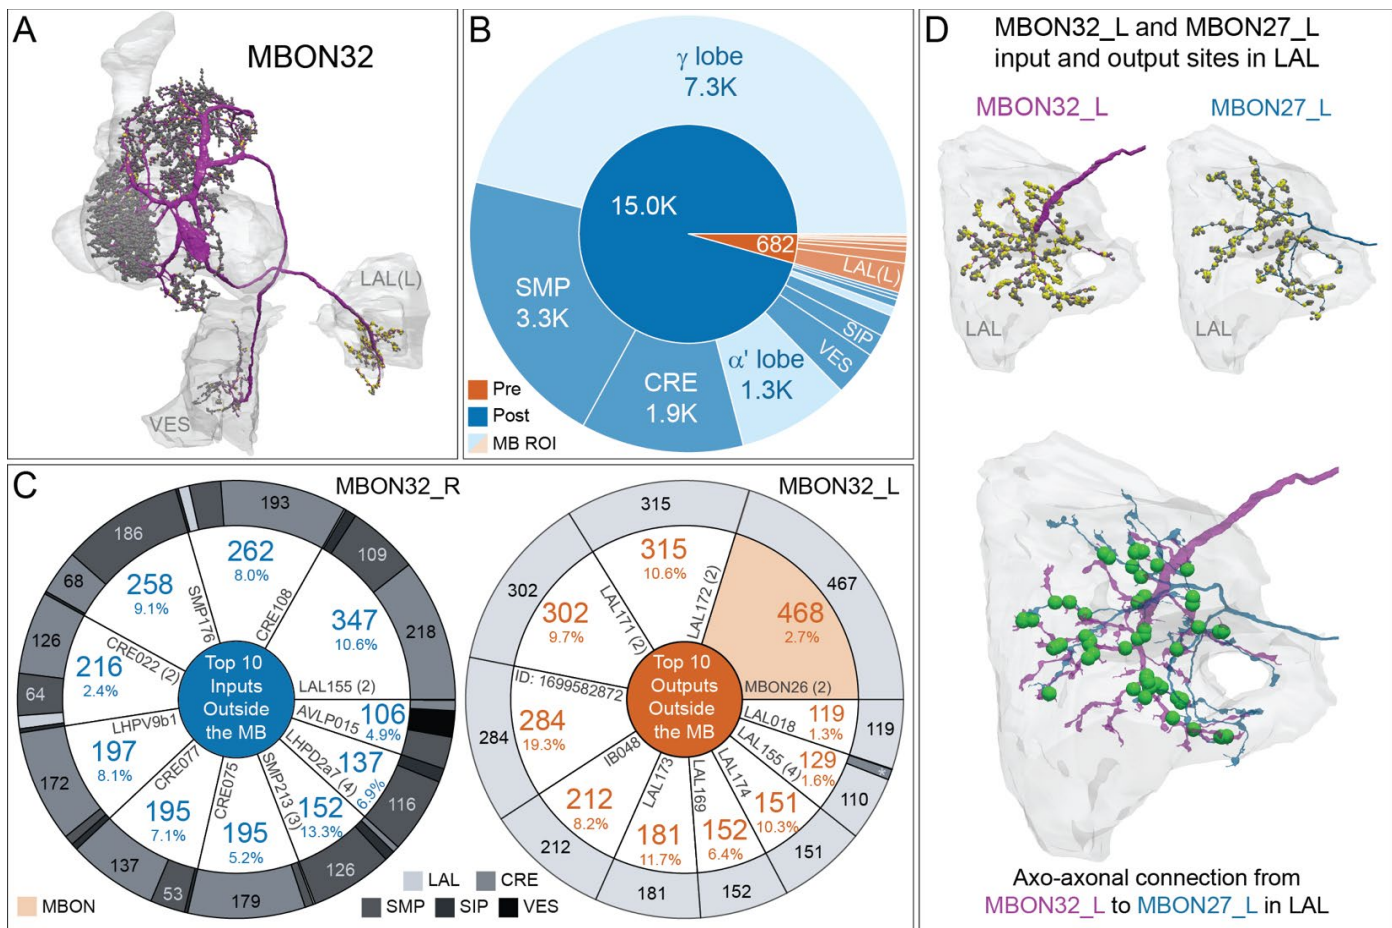 A
MBON32
LAL(L)
VES
B
γ lobe
7.3K
15.0K
682
LAL(L)
SIP
VES
α' lobe
1.3K
CRE
1.9K
SMP
3.3K
Pre
Post
MB ROI
C
MBON32_R
Top 10
Inputs
Outside
the MB
LAL155 (2)
347
10.6%
218
109
CRE108
262
8.0%
193
SMP176
258
9.1%
186
CRE022 (2)
216
2.4%
68
126
64
LHPV9b1
197
8.1%
172
CRE077
195
7.1%
137
53
CRE075
195
5.2%
179
SMP213 (3)
152
13.3%
126
LHPD2a7 (4)
137
6.9%
116
AVLP015
106
4.9%
MBON
LAL
CRE
SMP
SIP
VES
MBON32_L
Top 10
Outputs
Outside
the MB
MBON26 (2)
468
2.7%
467
LAL172 (2)
315
10.6%
315
LAL171 (2)
302
9.7%
302
ID: 1699582872
284
19.3%
284
IB048
212
8.2%
212
LAL173
181
11.7%
181
LAL169
152
6.4%
152
LAL174
151
10.3%
151
LAL155 (4)
129
1.6%
110
*
LAL018
119
1.3%
119
D
MBON32_L and MBON27_L
input and output sites in LAL
MBON32_L
MBON27_L
LAL
LAL
Axo-axonal connection from
MBON32_L to MBON27_L in LAL